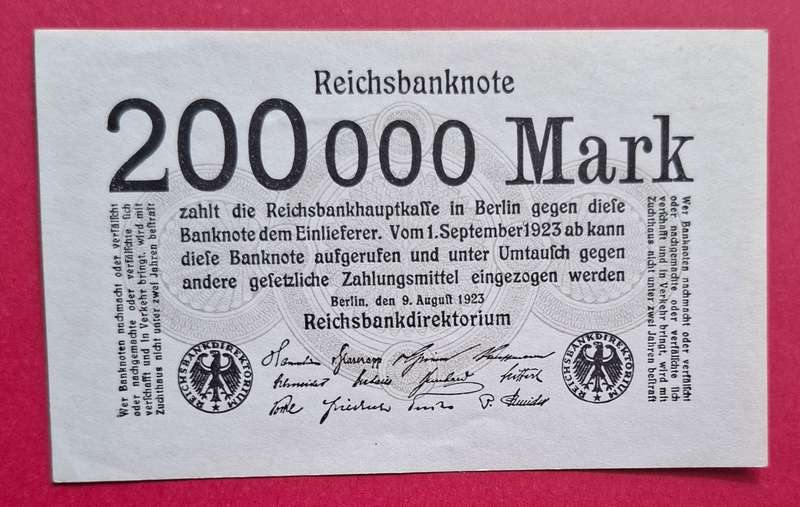 Reichsbanknote
200000 Mark
zahlt die Reichsbankhauptkaſſe in Berlin gegen dieſe
Banknote dem Einlieferer. Vom 1. September 1923 ab kann
dieſe Banknote aufgerufen und unter Umtauſch gegen
andere geſetzliche Zahlungsmittel eingezogen werden
Berlin, den 9. Auguſt 1923
Reichsbankdirektorium
Wer Banknoten nachmacht oder verfälſcht
oder nachgemachte oder verfälſchte ſich
verſchafft und in Verkehr bringt, wird mit
Zuchthaus nicht unter zwei Jahren beſtraft
Wer Banknoten nachmacht oder verfälſcht
oder nachgemachte oder verfälſchte ſich
verſchafft und in Verkehr bringt, wird mit
Zuchthaus nicht unter zwei Jahren beſtraft
REICHSBANKDIREKTORIUM
REICHSBANKDIREKTORIUM